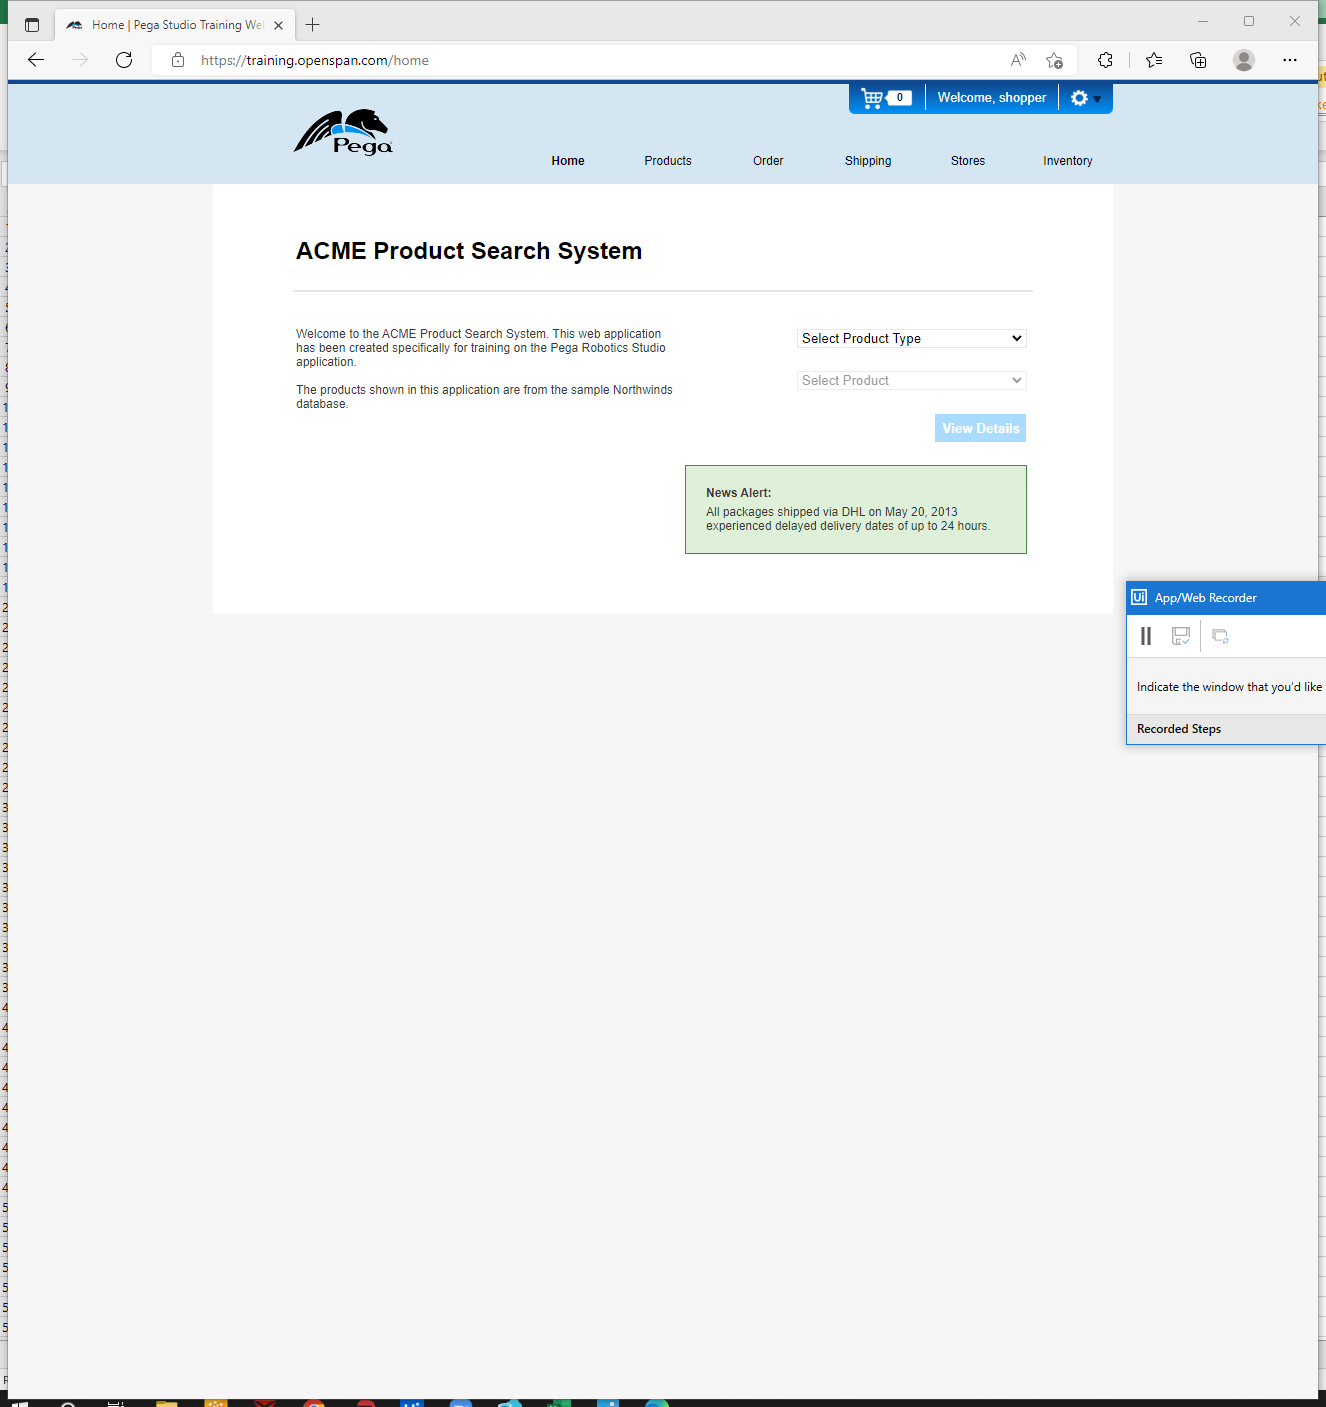 Home | Pega Studio Training We
https://training.openspan.com/home
0
Welcome, shopper
Pega
Home
Products
Order
Shipping
Stores
Inventory
ACME Product Search System
Welcome to the ACME Product Search System. This web application
has been created specifically for training on the Pega Robotics Studio
application.
The products shown in this application are from the sample Northwinds
database.
Select Product Type
Select Product
View Details
News Alert:
All packages shipped via DHL on May 20, 2013
experienced delayed delivery dates of up to 24 hours.
Ui App/Web Recorder
Indicate the window that you'd like
Recorded Steps